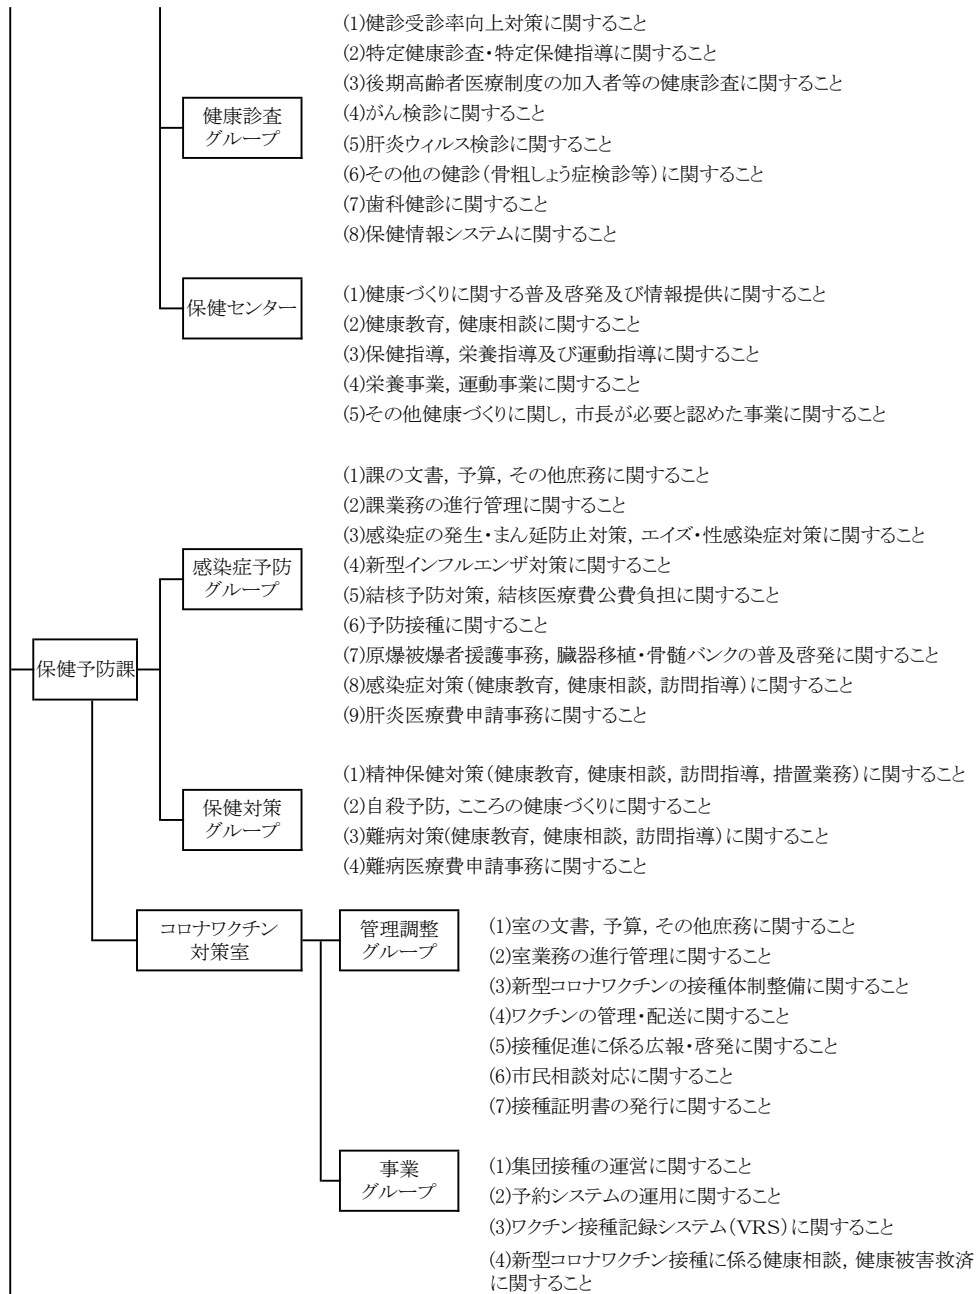 (1)健診受診率向上対策に関すること
(2)特定健康診査・特定保健指導に関すること
(3)後期高齢者医療制度の加入者等の健康診査に関すること
健康診査
グループ
(4)がん検診に関すること
(5)肝炎ウィルス検診に関すること
(6)その他の健診（骨粗しょう症検診等）に関すること
(7)歯科健診に関すること
(8)保健情報システムに関すること
保健センター
(1)健康づくりに関する普及啓発及び情報提供に関すること
(2)健康教育，健康相談に関すること
(3)保健指導，栄養指導及び運動指導に関すること
(4)栄養事業，運動事業に関すること
(5)その他健康づくりに関し，市長が必要と認めた事業に関すること
保健予防課
感染症予防
グループ
(1)課の文書，予算，その他庶務に関すること
(2)課業務の進行管理に関すること
(3)感染症の発生・まん延防止対策，エイズ・性感染症対策に関すること
(4)新型インフルエンザ対策に関すること
(5)結核予防対策，結核医療費公費負担に関すること
(6)予防接種に関すること
(7)原爆被爆者援護事務，臓器移植・骨髄バンクの普及啓発に関すること
(8)感染症対策（健康教育，健康相談，訪問指導）に関すること
(9)肝炎医療費申請事務に関すること
保健対策
グループ
(1)精神保健対策（健康教育，健康相談，訪問指導，措置業務）に関すること
(2)自殺予防，こころの健康づくりに関すること
(3)難病対策(健康教育，健康相談，訪問指導）に関すること
(4)難病医療費申請事務に関すること
コロナワクチン
対策室
管理調整
グループ
(1)室の文書，予算，その他庶務に関すること
(2)室業務の進行管理に関すること
(3)新型コロナワクチンの接種体制整備に関すること
(4)ワクチンの管理・配送に関すること
(5)接種促進に係る広報・啓発に関すること
(6)市民相談対応に関すること
(7)接種証明書の発行に関すること
事業
グループ
(1)集団接種の運営に関すること
(2)予約システムの運用に関すること
(3)ワクチン接種記録システム（VRS）に関すること
(4)新型コロナワクチン接種に係る健康相談，健康被害救済
に関すること